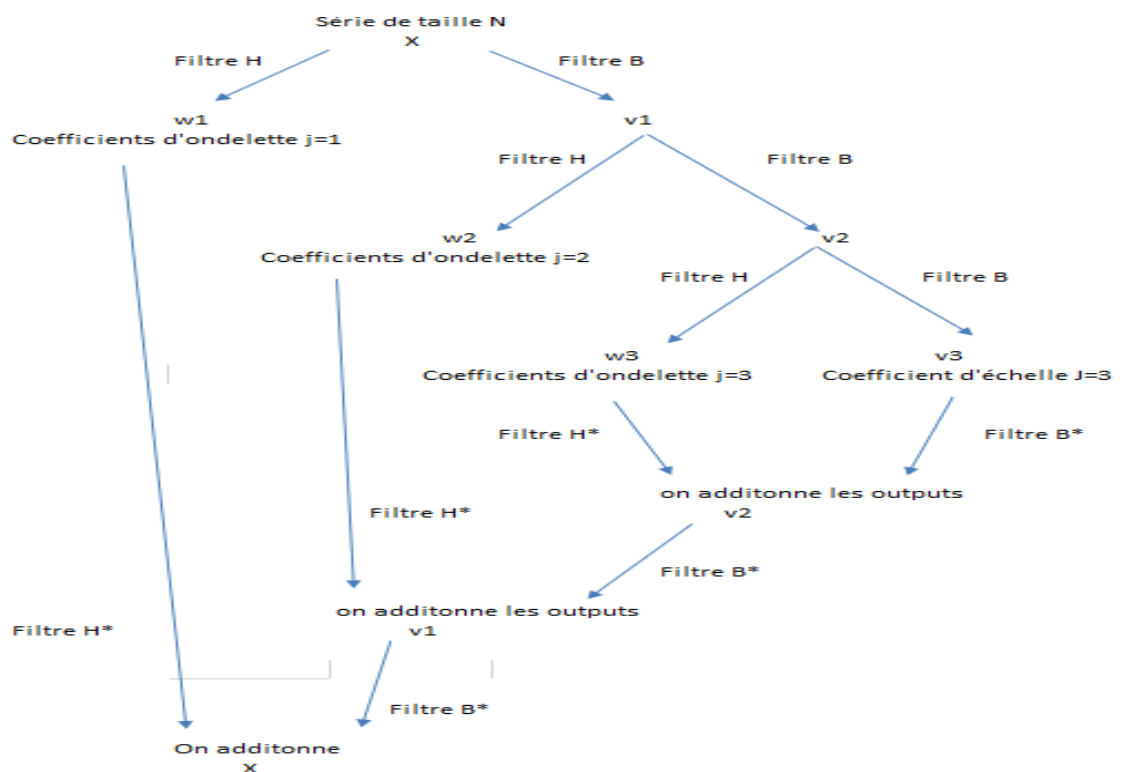 Série de taille N
X
Filtre H
Filtre B
w1
Coefficients d'ondelette j=1
v1
Filtre H
Filtre B
w2
Coefficients d'ondelette j=2
v2
Filtre H
Filtre B
w3
Coefficients d'ondelette j=3
v3
Coefficient d'échelle J=3
Filtre H*
Filtre B*
on additonne les outputs
v2
Filtre H*
Filtre B*
on additonne les outputs
v1
Filtre H*
Filtre B*
On additonne
X